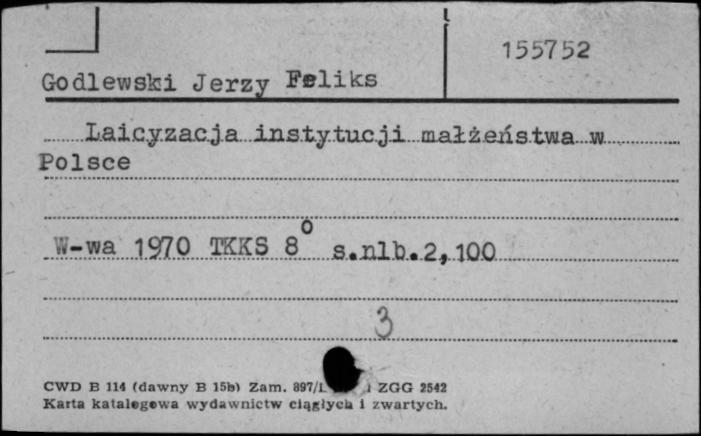 155752
Godlewski Jerzy Feliks
Laicyzacja instytucji małżeństwa w
Polsce
W-wa 1970 TKKS 8° s.nlb.2,100
3
CWD B 114 (dawny B 15b) Zam. 897/ ZGG 2542
Karta katalogowa wydawnictw ciągłych i zwartych.